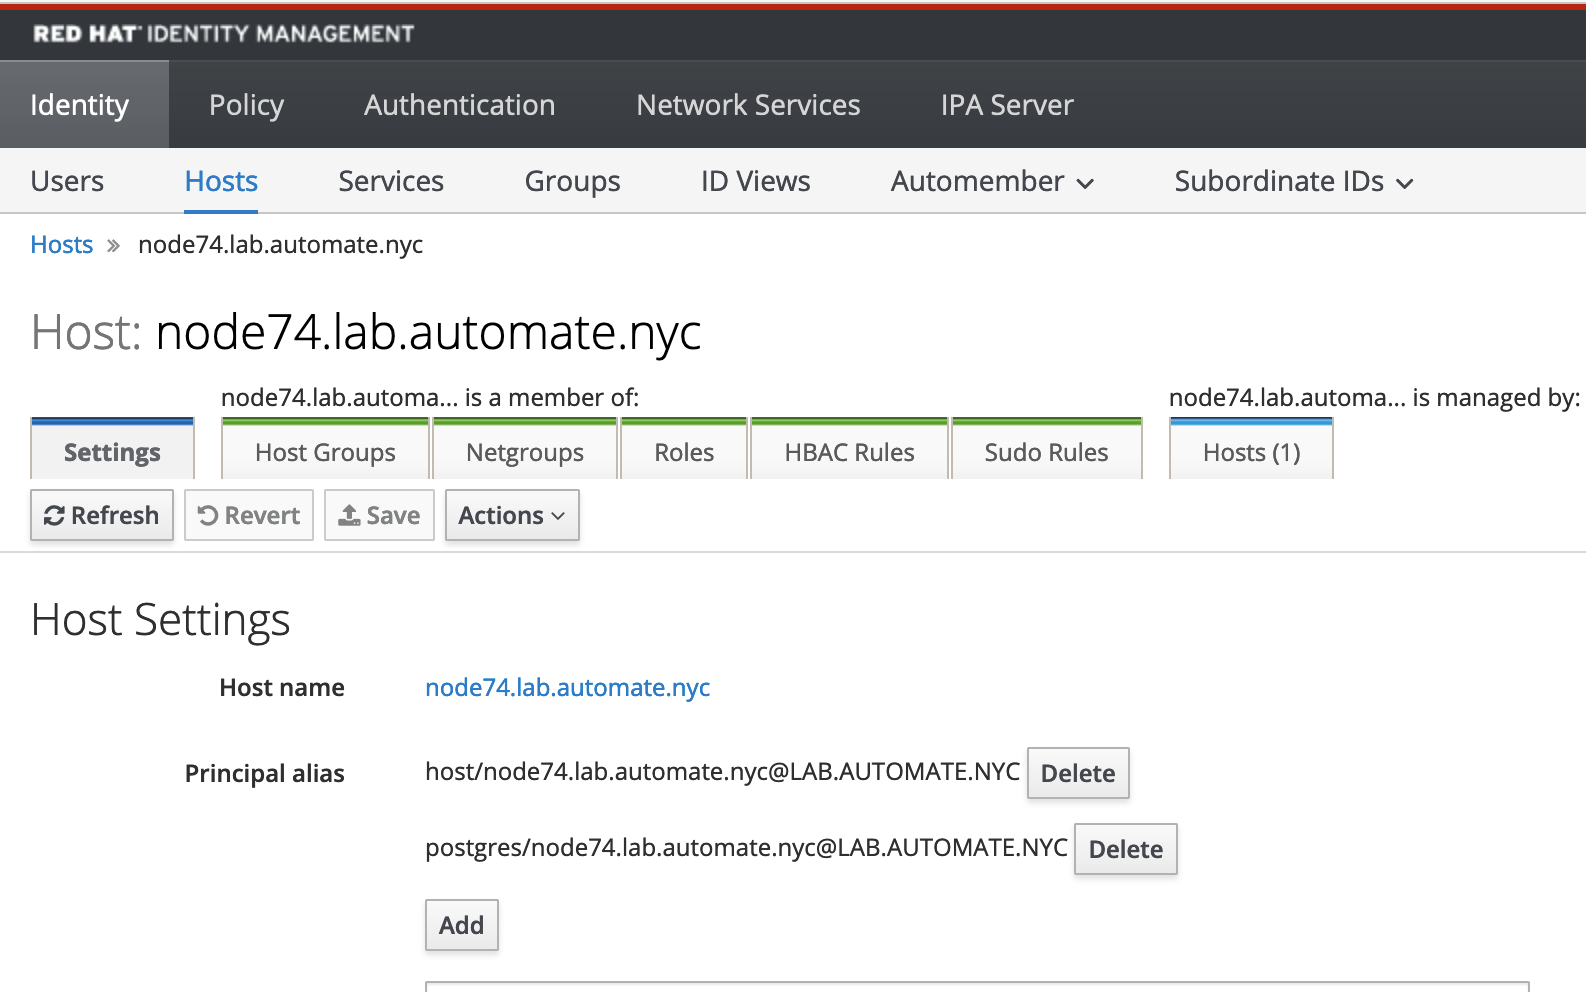 RED HAT IDENTITY MANAGEMENT
Identity Policy Authentication Network Services IPA Server
Users Hosts Services Groups ID Views Automember Subordinate IDs
Hosts » node74.lab.automate.nyc
Host: node74.lab.automate.nyc
node74.lab.automa... is a member of: node74.lab.automa... is managed by:
Settings Host Groups Netgroups Roles HBAC Rules Sudo Rules Hosts (1)
Refresh Revert Save Actions
Host Settings
Host name node74.lab.automate.nyc
Principal alias host/node74.lab.automate.nyc@LAB.AUTOMATE.NYC Delete
postgres/node74.lab.automate.nyc@LAB.AUTOMATE.NYC Delete
Add